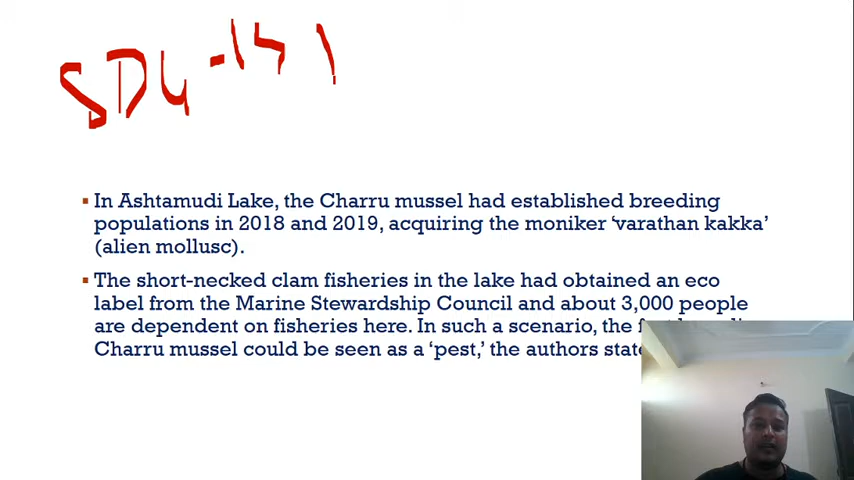 SDG-15 )
▪ In Ashtamudi Lake, the Charru mussel had established breeding
populations in 2018 and 2019, acquiring the moniker ‘varathan kakka’
(alien mollusc).
▪ The short-necked clam fisheries in the lake had obtained an eco
label from the Marine Stewardship Council and about 3,000 people
are dependent on fisheries here. In such a scenario, the
Charru mussel could be seen as a ‘pest,’ the authors state